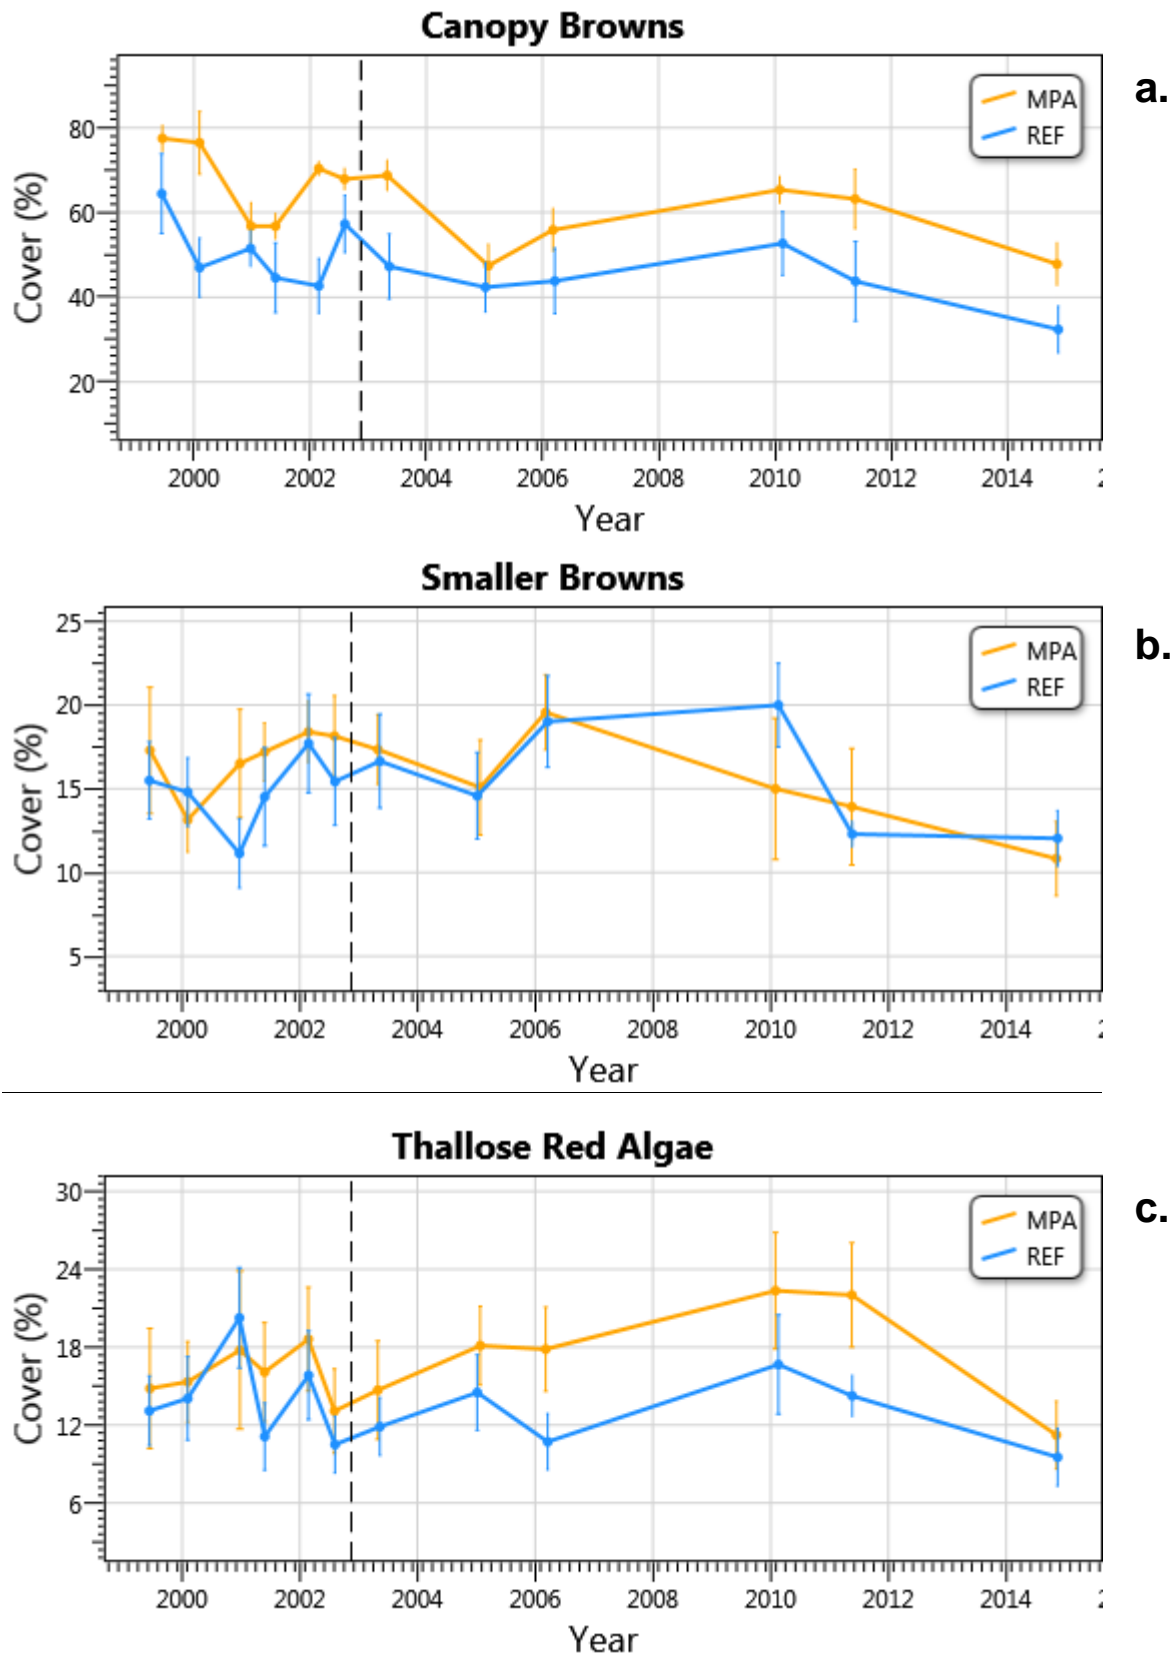 Canopy Browns
a.
MPA
REF
80
60
40
20
Cover (%)
2000 2002 2004 2006 2008 2010 2012 2014
Year
Smaller Browns
b.
MPA
REF
25
20
15
10
5
Cover (%)
2000 2002 2004 2006 2008 2010 2012 2014
Year
Thallose Red Algae
c.
MPA
REF
30
24
18
12
6
Cover (%)
2000 2002 2004 2006 2008 2010 2012 2014
Year